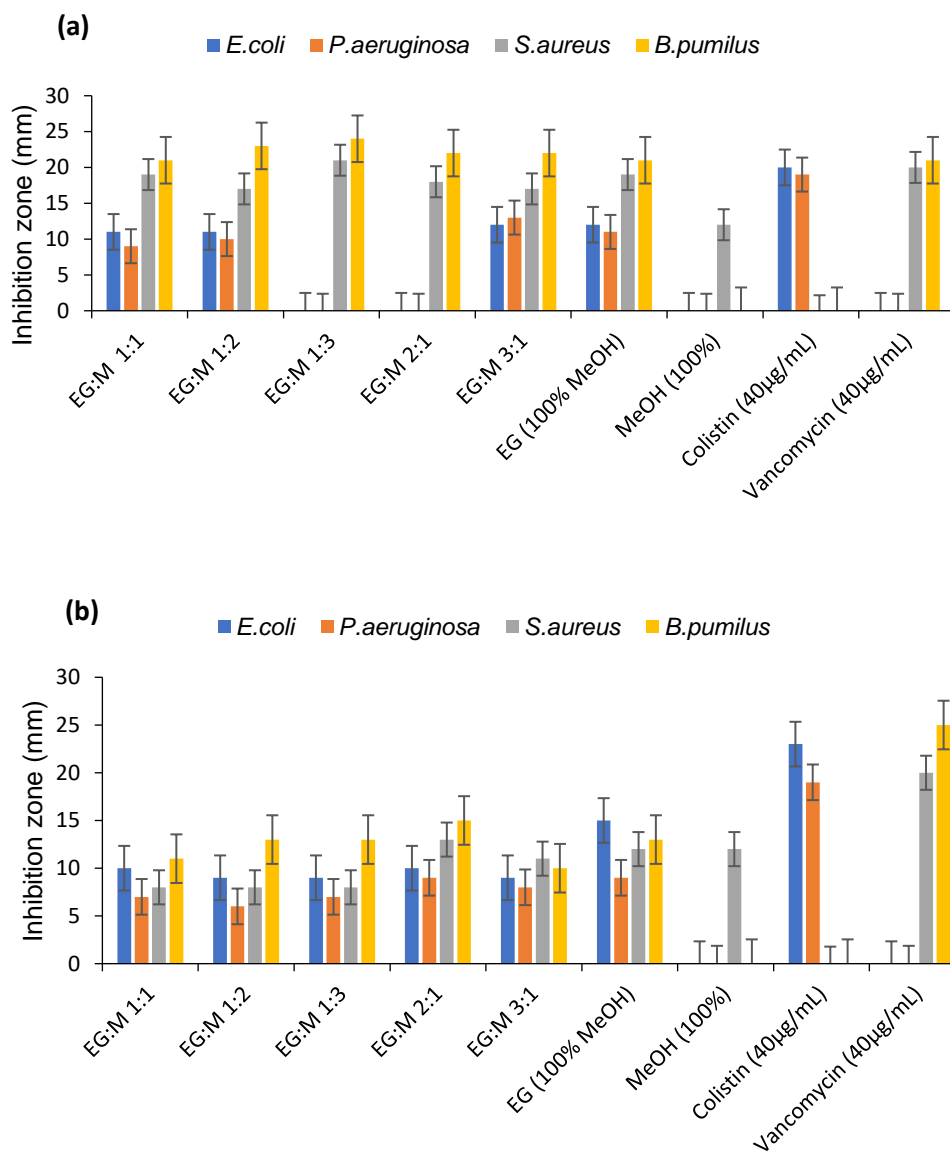 (a)
E.coli P.aeruginosa S.aureus B.pumilus
Inhibition zone (mm)
30
25
20
15
10
5
0
EG:M 1:1
EG:M 1:2
EG:M 1:3
EG:M 2:1
EG:M 3:1
EG (100% MeOH)
MeOH (100%)
Colistin (40µg/mL)
Vancomycin (40µg/mL)
(b)
E.coli P.aeruginosa S.aureus B.pumilus
Inhibition zone (mm)
30
25
20
15
10
5
0
EG:M 1:1
EG:M 1:2
EG:M 1:3
EG:M 2:1
EG:M 3:1
EG (100% MeOH)
MeOH (100%)
Colistin (40µg/mL)
Vancomycin (40µg/mL)